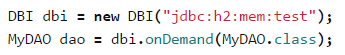 DBI dbi = new DBI("jdbc:h2:mem:test");
MyDAO dao = dbi.onDemand(MyDAO.class);